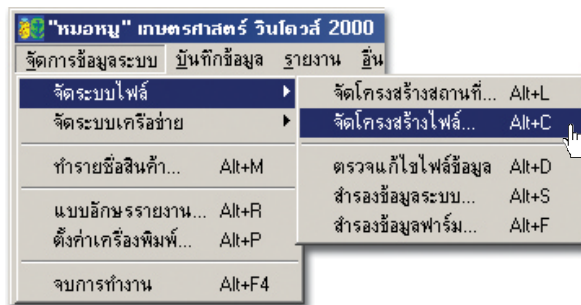 "หมอหมู" เกษตรศาสตร์ วินโดวส์ 2000
จัดการข้อมูลระบบ บันทึกข้อมูล รายงาน อื่น
จัดระบบไฟล์
จัดระบบเครือข่าย
ทำรายชื่อสินค้า... Alt+M
แบบอักษรรายงาน... Alt+R
ตั้งค่าเครื่องพิมพ์... Alt+P
จบการทำงาน Alt+F4
จัดโครงสร้างสถานที่... Alt+L
จัดโครงสร้างไฟล์... Alt+C
ตรวจแก้ไขไฟล์ข้อมูล Alt+D
สำรองข้อมูลระบบ... Alt+S
สำรองข้อมูลฟาร์ม... Alt+F